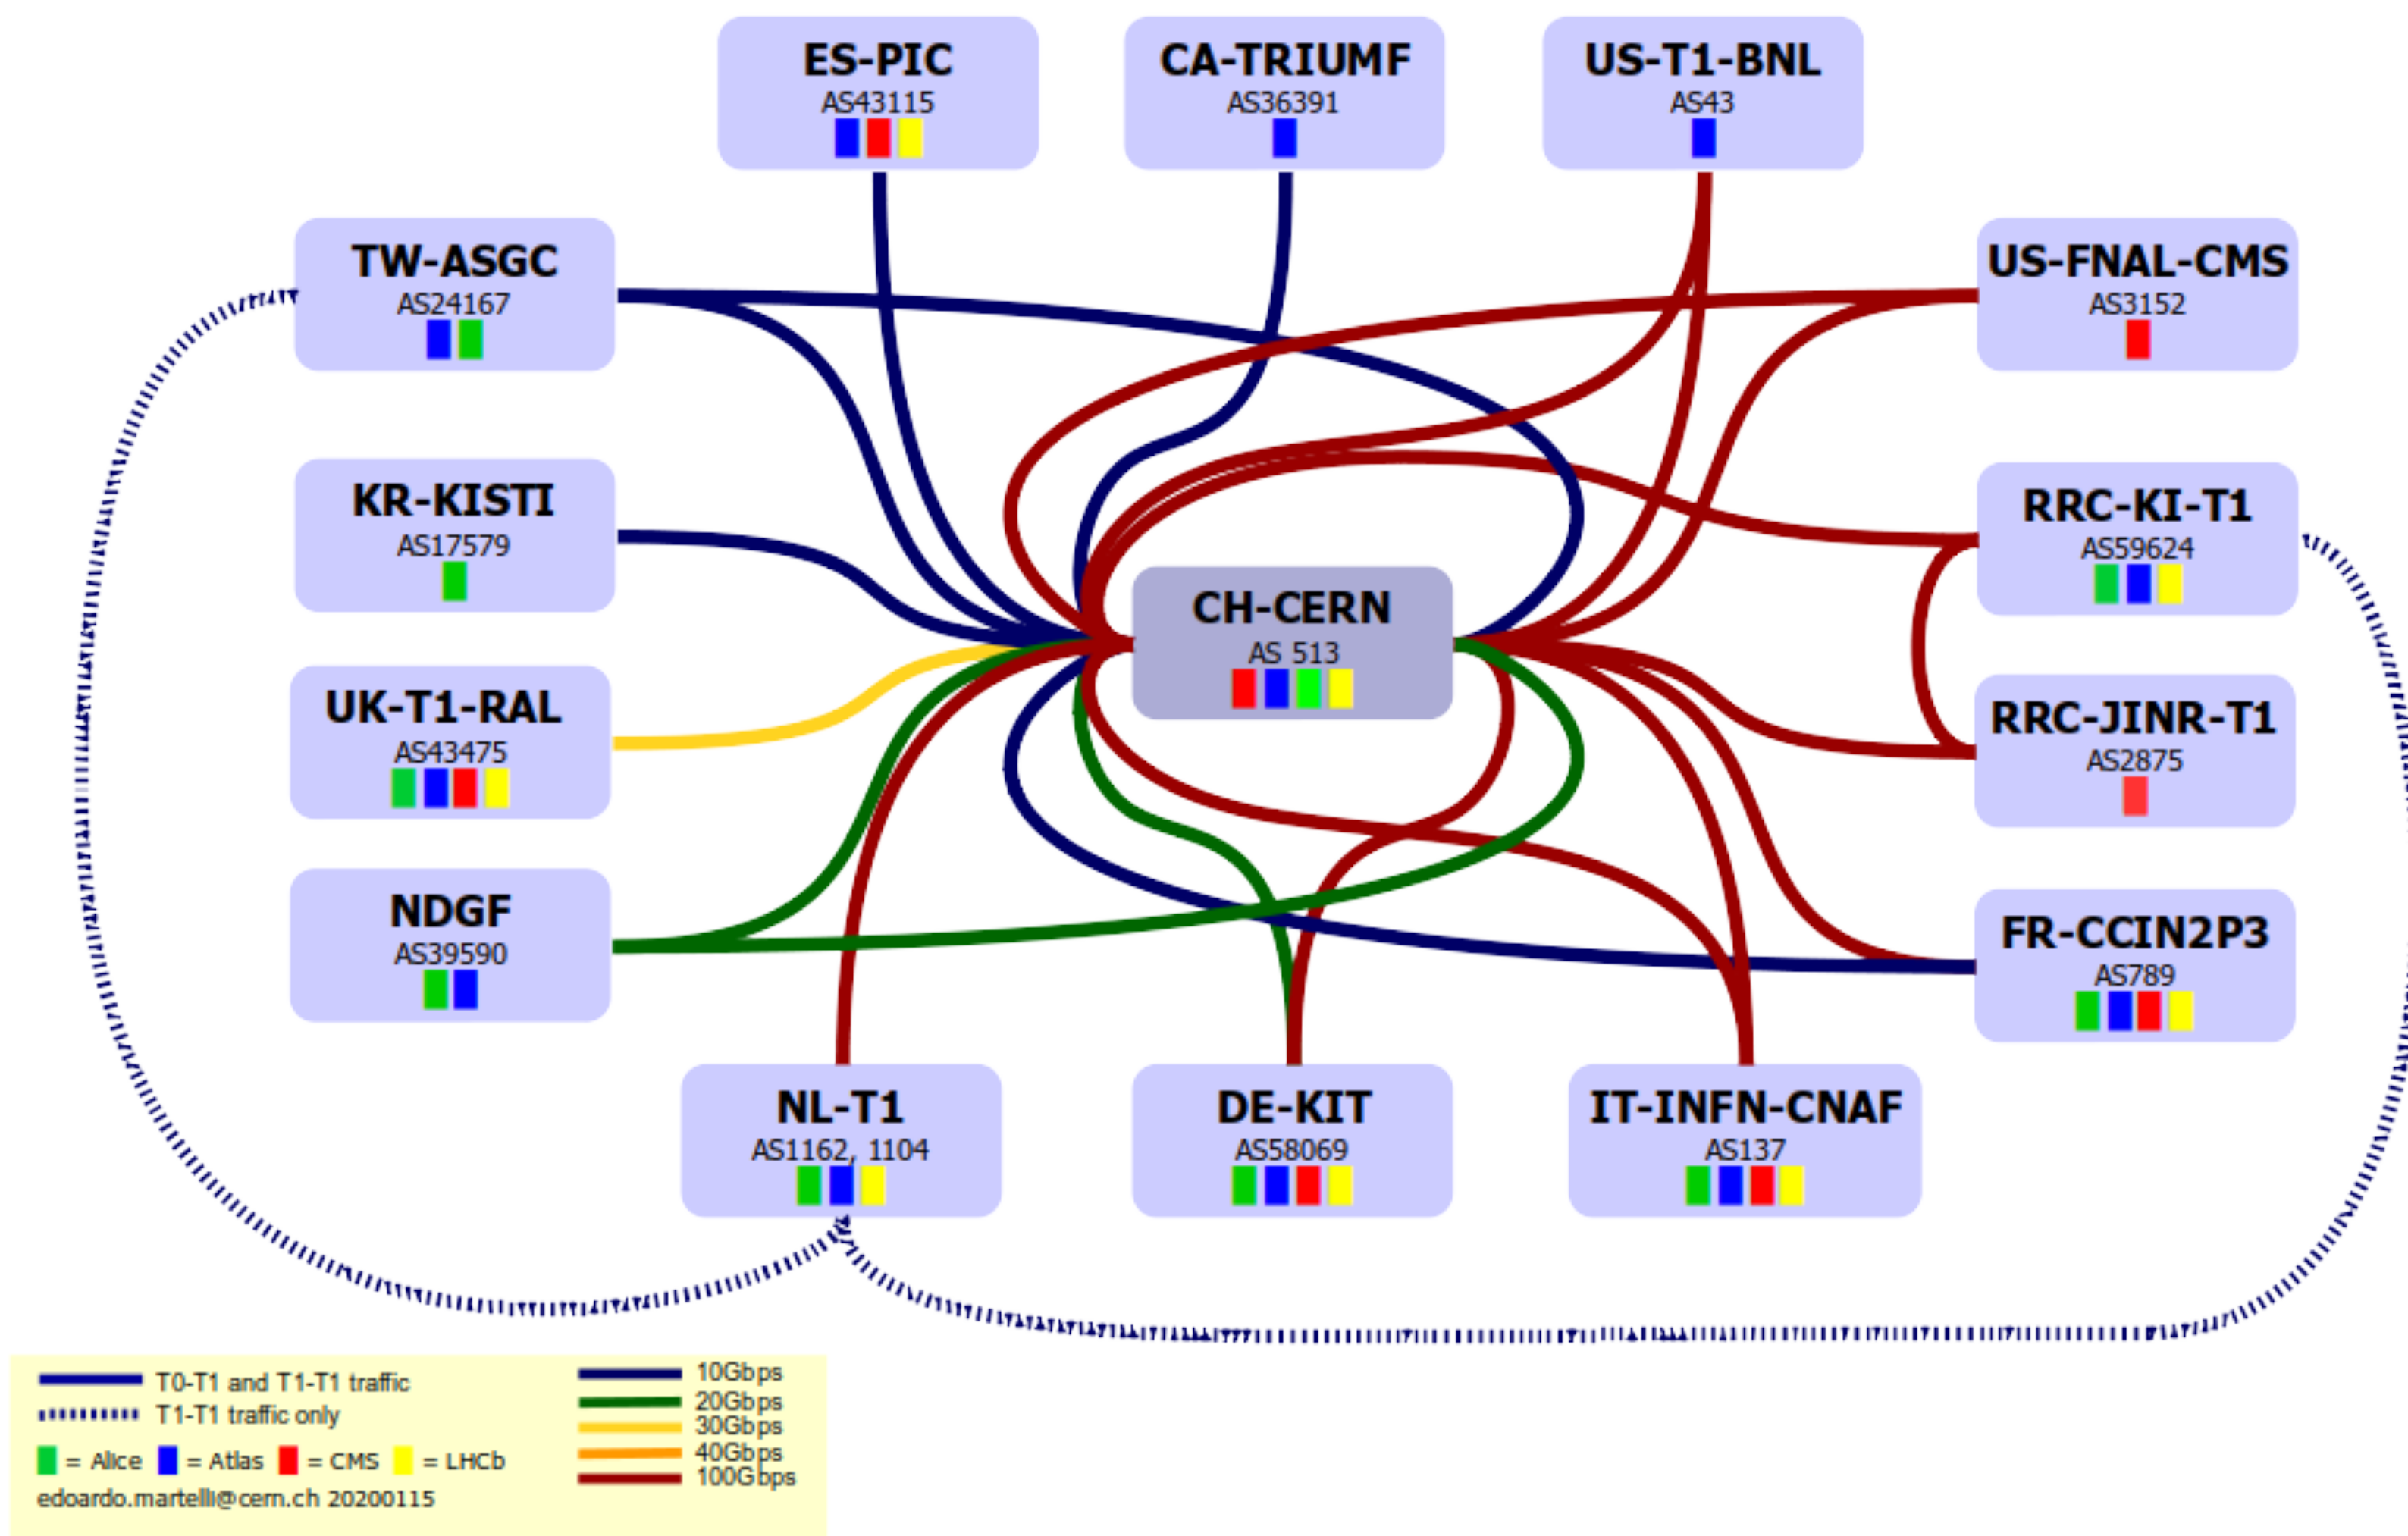 ES-PIC
AS43115
CA-TRIUMF
AS36391
US-T1-BNL
AS43
TW-ASGC
AS24167
US-FNAL-CMS
AS3152
KR-KISTI
AS17579
RRC-KI-T1
AS59624
CH-CERN
AS 513
UK-T1-RAL
AS43475
RRC-JINR-T1
AS2875
NDGF
AS39590
FR-CCIN2P3
AS789
NL-T1
AS1162, 1104
DE-KIT
AS58069
IT-INFN-CNAF
AS137
T0-T1 and T1-T1 traffic
T1-T1 traffic only
= Alice = Atlas = CMS = LHCb
edoardo.martelli@cern.ch 20200115
10Gbps
20Gbps
30Gbps
40Gbps
100Gbps